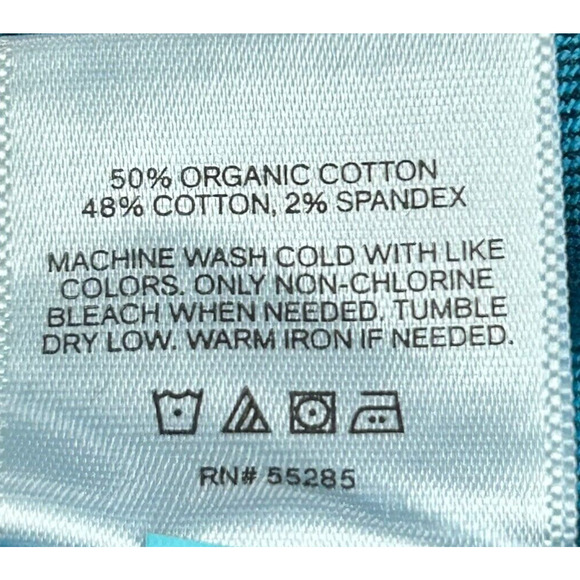 50% ORGANIC COTTON
48% COTTON, 2% SPANDEX
MACHINE WASH COLD WITH LIKE
COLORS. ONLY NON-CHLORINE
BLEACH WHEN NEEDED. TUMBLE
DRY LOW. WARM IRON IF NEEDED.
RN# 55285